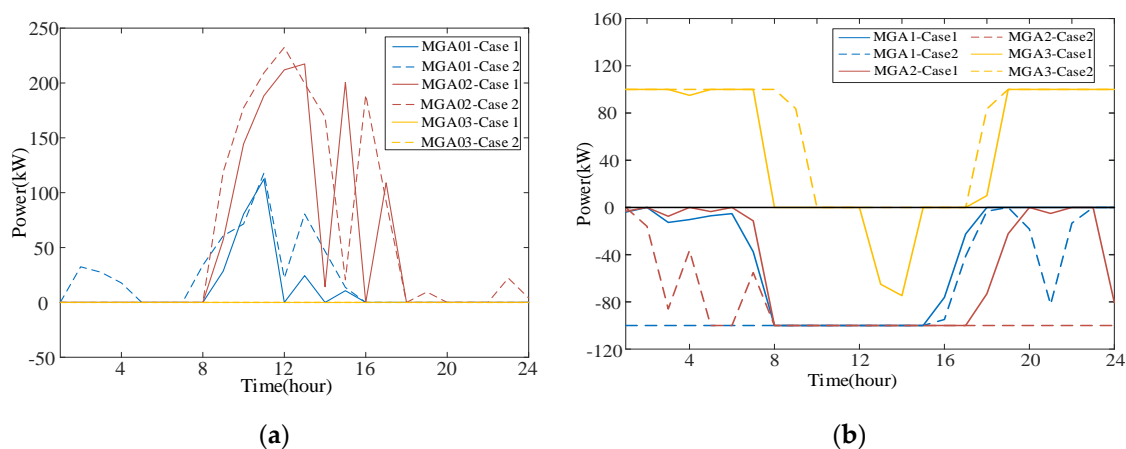 250
200
150
100
50
0
-50
Power(kW)
4
8
12
16
20
24
Time(hour)
MGA01-Case 1
MGA01-Case 2
MGA02-Case 1
MGA02-Case 2
MGA03-Case 1
MGA03-Case 2
(a)
160
120
80
40
0
-40
-80
-120
Power(kW)
4
8
12
16
20
24
Time(hour)
MGA1-Case1
MGA1-Case2
MGA2-Case1
MGA2-Case2
MGA3-Case1
MGA3-Case2
(b)